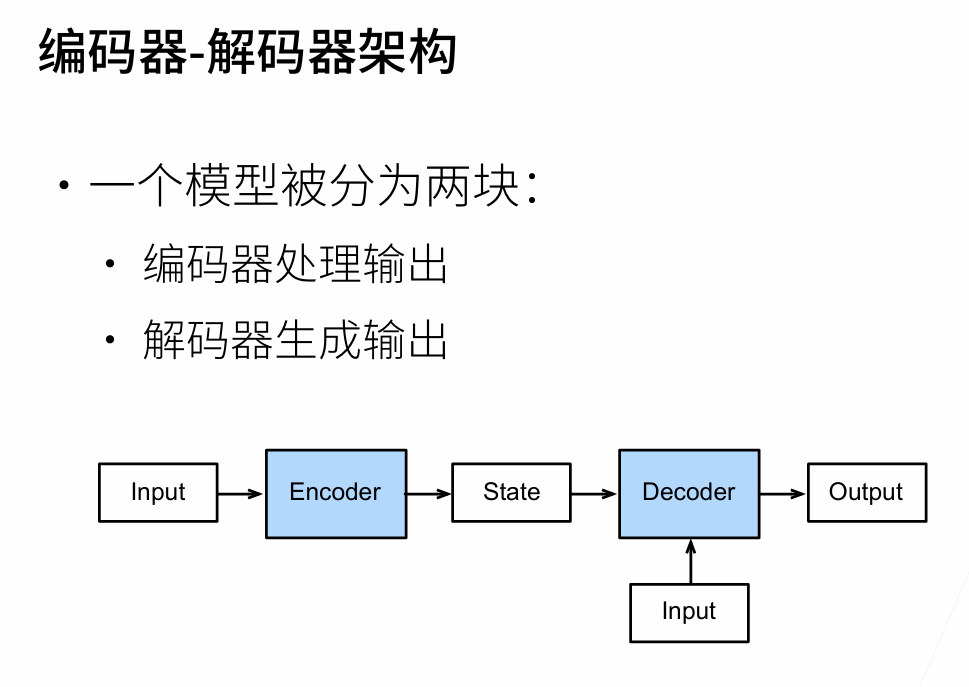 编码器-解码器架构
• 一个模型被分为两块：
• 编码器处理输出
• 解码器生成输出
Input
Encoder
State
Decoder
Output
Input